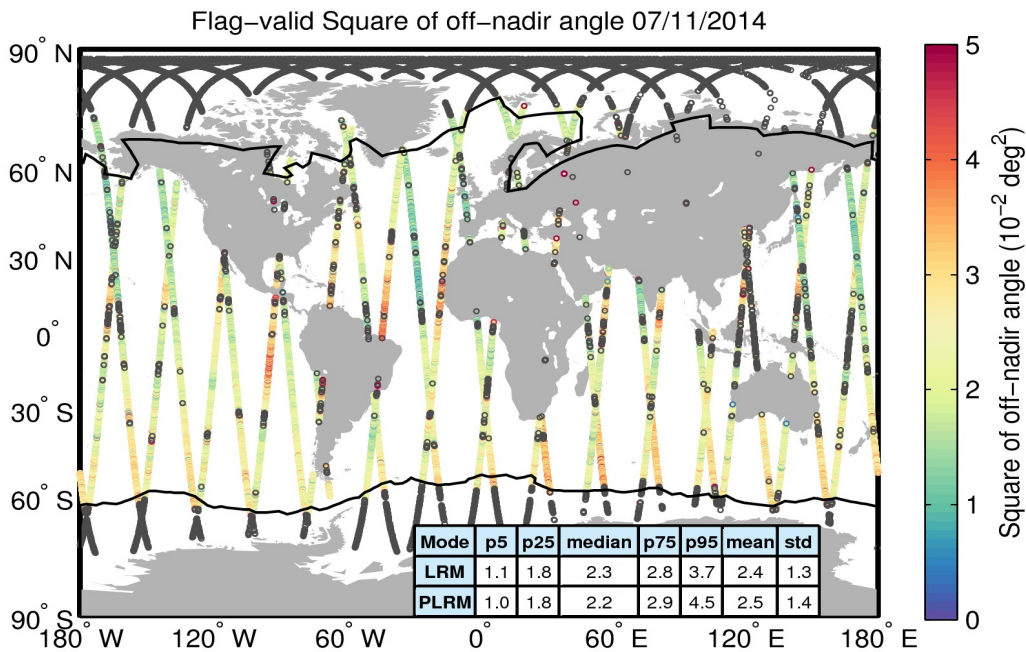 Flag−valid Square of off−nadir angle 07/11/2014
90° N
60° N
30° N
0°
30° S
60° S
90° S
180° W
120° W
60° W
0°
60° E
120° E
180° E
Mode p5 p25 median p75 p95 mean std
LRM 1.1 1.8 2.3 2.8 3.7 2.4 1.3
PLRM 1.0 1.8 2.2 2.9 4.5 2.5 1.4
5
4
3
2
1
0
Square of off−nadir angle (10⁻² deg²)